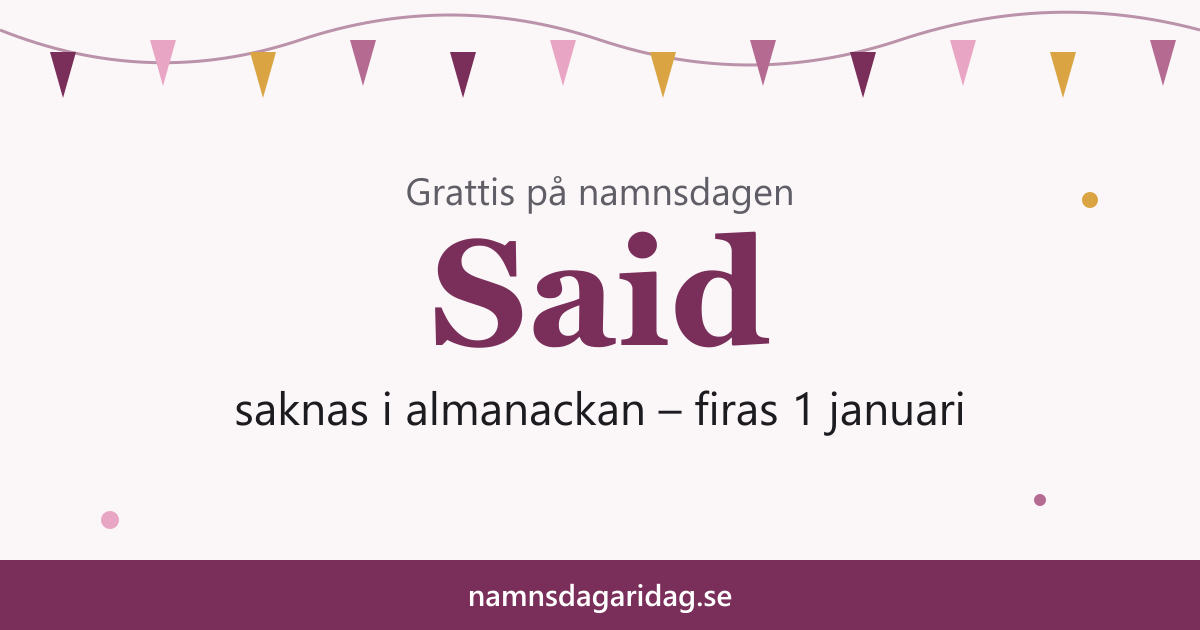 Grattis på namnsdagen
Said
saknas i almanackan – firas 1 januari
namnsdagaridag.se